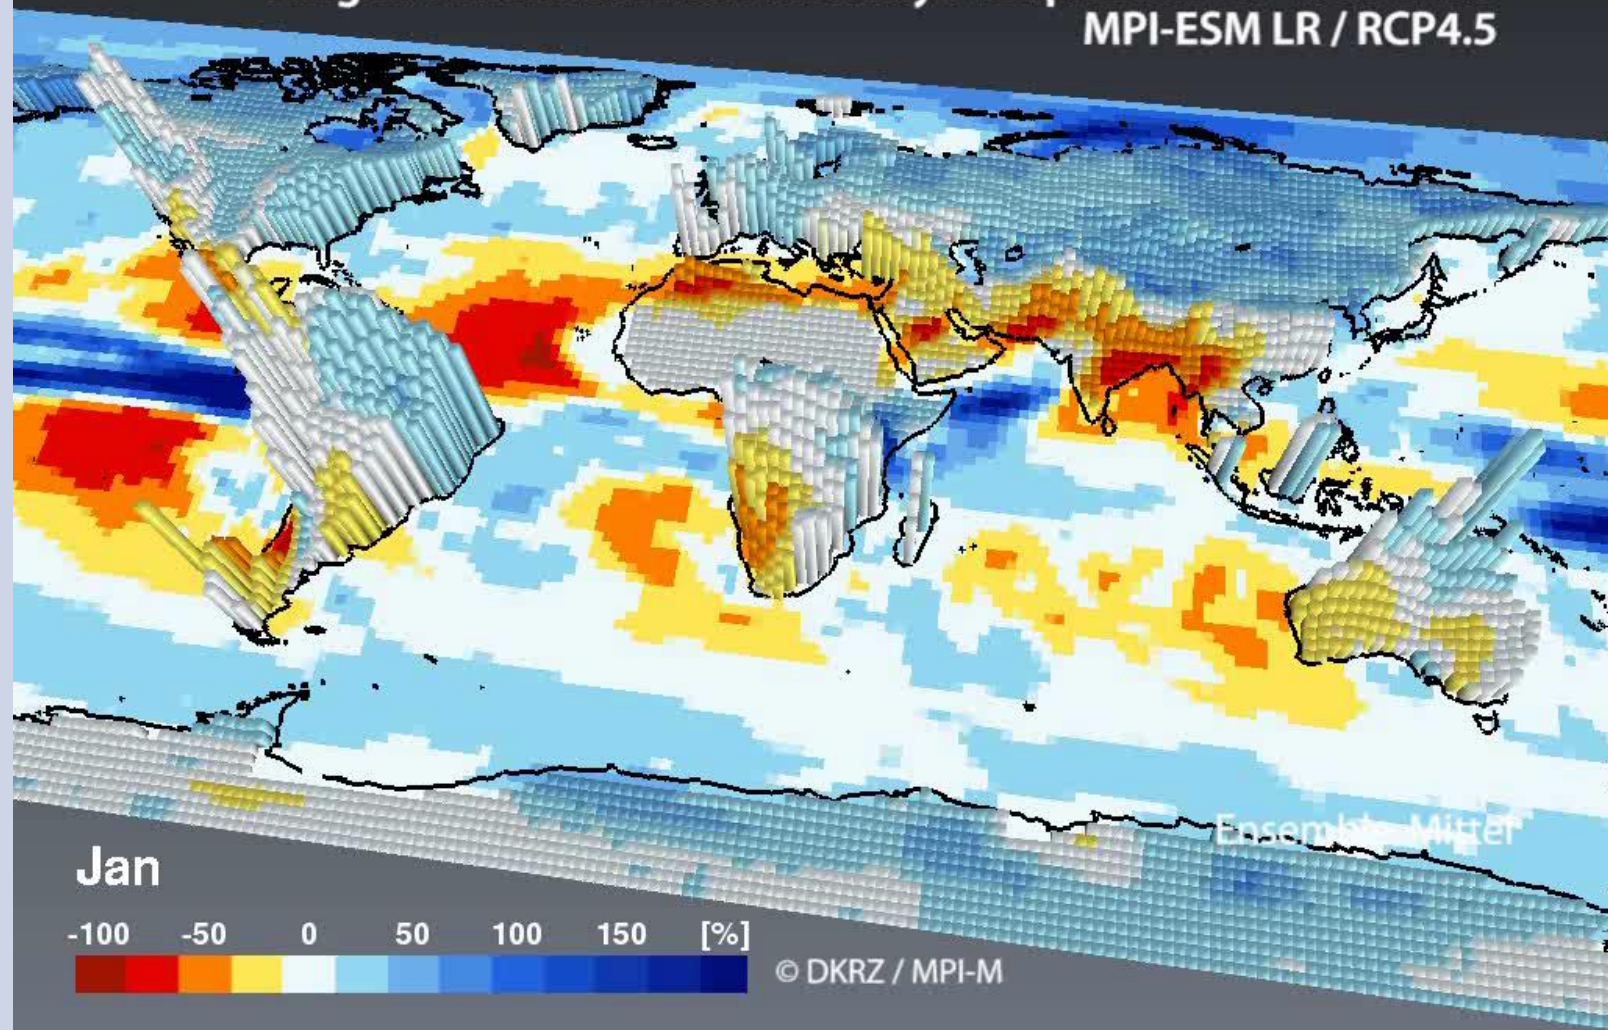 MPI-ESM LR / RCP4.5
Ensemble-Mittel
Jan
-100 -50 0 50 100 150 [%]
© DKRZ / MPI-M